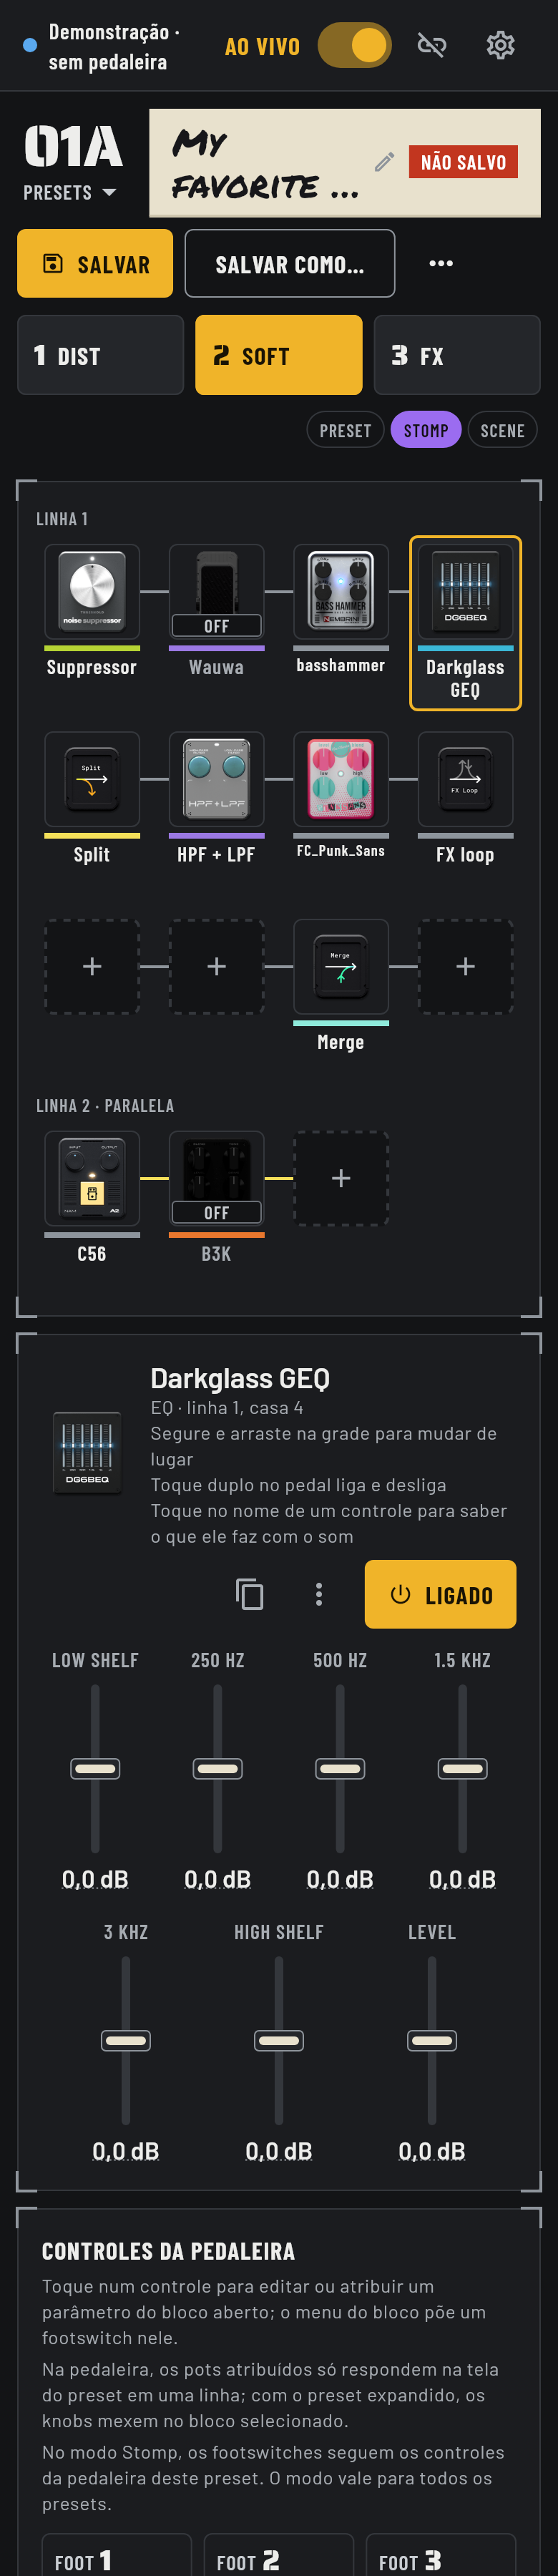 Demonstração ·
sem pedaleira
AO VIVO
01A
PRESETS
My
FAVORITE ...
NÃO SALVO
SALVAR
SALVAR COMO...
1 DIST
2 SOFT
3 FX
PRESET
STOMP
SCENE
LINHA 1
noise suppressor
OFF
BASS HAMMER
NEMBRINI
DG6BEQ
Suppressor
Wauwa
basshammer
Darkglass
GEQ
Split
HPF+LPF
low
high
FX Loop
Split
HPF + LPF
FC_Punk_Sans
FX loop
+
+
Merge
+
Merge
LINHA 2 · PARALELA
INPUT
OUTPUT
NAM
A2
OFF
+
C56
B3K
Darkglass GEQ
EQ · linha 1, casa 4
Segure e arraste na grade para mudar de
lugar
Toque duplo no pedal liga e desliga
Toque no nome de um controle para saber
o que ele faz com o som
DG6BEQ
LIGADO
LOW SHELF
250 HZ
500 HZ
1.5 KHZ
0,0 dB
0,0 dB
0,0 dB
0,0 dB
3 KHZ
HIGH SHELF
LEVEL
0,0 dB
0,0 dB
0,0 dB
CONTROLES DA PEDALEIRA
Toque num controle para editar ou atribuir um
parâmetro do bloco aberto; o menu do bloco põe um
footswitch nele.
Na pedaleira, os pots atribuídos só respondem na tela
do preset em uma linha; com o preset expandido, os
knobs mexem no bloco selecionado.
No modo Stomp, os footswitches seguem os controles
da pedaleira deste preset. O modo vale para todos os
presets.
FOOT 1
FOOT 2
FOOT 3